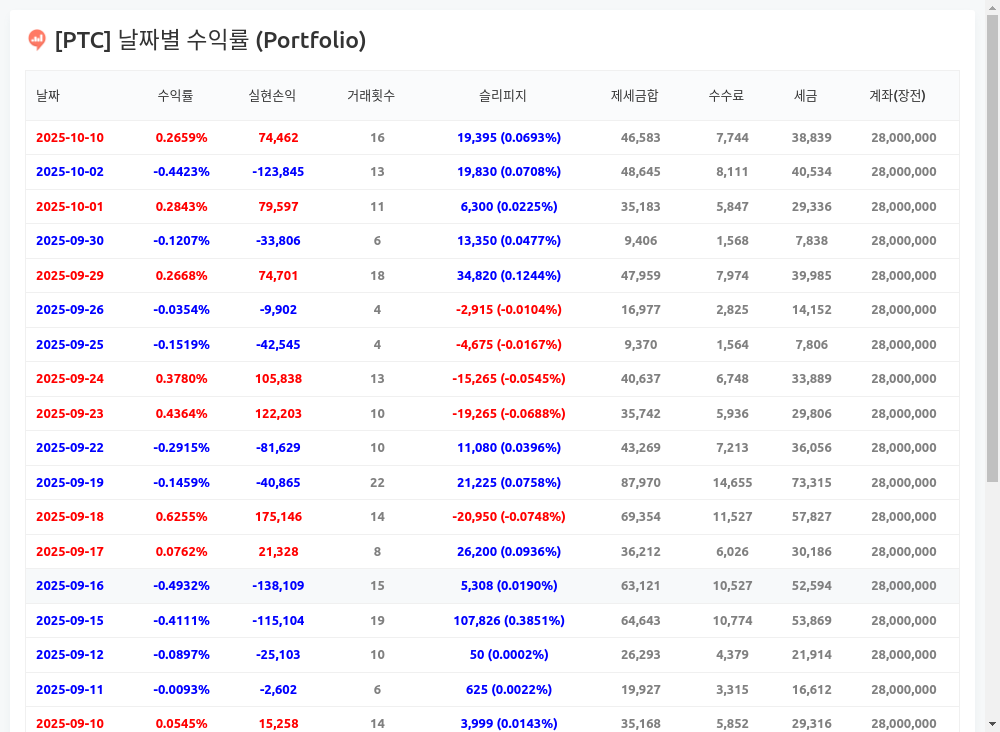 [PTC] 날짜별 수익률 (Portfolio)
날짜 수익률 실현손익 거래횟수 슬리피지 제세금합 수수료 세금 계좌(장전)
2025-10-10 0.2659% 74,462 16 19,395 (0.0693%) 46,583 7,744 38,839 28,000,000
2025-10-02 -0.4423% -123,845 13 19,830 (0.0708%) 48,645 8,111 40,534 28,000,000
2025-10-01 0.2843% 79,597 11 6,300 (0.0225%) 35,183 5,847 29,336 28,000,000
2025-09-30 -0.1207% -33,806 6 13,350 (0.0477%) 9,406 1,568 7,838 28,000,000
2025-09-29 0.2668% 74,701 18 34,820 (0.1244%) 47,959 7,974 39,985 28,000,000
2025-09-26 -0.0354% -9,902 4 -2,915 (-0.0104%) 16,977 2,825 14,152 28,000,000
2025-09-25 -0.1519% -42,545 4 -4,675 (-0.0167%) 9,370 1,564 7,806 28,000,000
2025-09-24 0.3780% 105,838 13 -15,265 (-0.0545%) 40,637 6,748 33,889 28,000,000
2025-09-23 0.4364% 122,203 10 -19,265 (-0.0688%) 35,742 5,936 29,806 28,000,000
2025-09-22 -0.2915% -81,629 10 11,080 (0.0396%) 43,269 7,213 36,056 28,000,000
2025-09-19 -0.1459% -40,865 22 21,225 (0.0758%) 87,970 14,655 73,315 28,000,000
2025-09-18 0.6255% 175,146 14 -20,950 (-0.0748%) 69,354 11,527 57,827 28,000,000
2025-09-17 0.0762% 21,328 8 26,200 (0.0936%) 36,212 6,026 30,186 28,000,000
2025-09-16 -0.4932% -138,109 15 5,308 (0.0190%) 63,121 10,527 52,594 28,000,000
2025-09-15 -0.4111% -115,104 19 107,826 (0.3851%) 64,643 10,774 53,869 28,000,000
2025-09-12 -0.0897% -25,103 10 50 (0.0002%) 26,293 4,379 21,914 28,000,000
2025-09-11 -0.0093% -2,602 6 625 (0.0022%) 19,927 3,315 16,612 28,000,000
2025-09-10 0.0545% 15,258 14 3,999 (0.0143%) 35,168 5,852 29,316 28,000,000